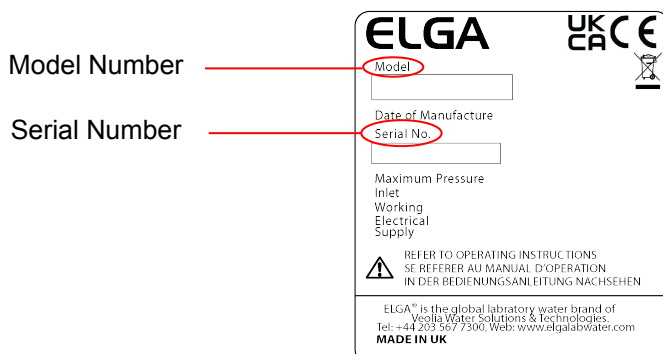 Model Number
Serial Number
ELGA
UK
CA CE
Model
Date of Manufacture
Serial No.
Maximum Pressure
Inlet
Working
Electrical
Supply
REFER TO OPERATING INSTRUCTIONS
SE REFERER AU MANUAL D'OPERATION
IN DER BEDIENUNGSANLEITUNG NACHSEHEN
ELGA® is the global labratory water brand of
Veolia Water Solutions & Technologies.
Tel: +44 203 567 7300, Web: www.elgalabwater.com
MADE IN UK